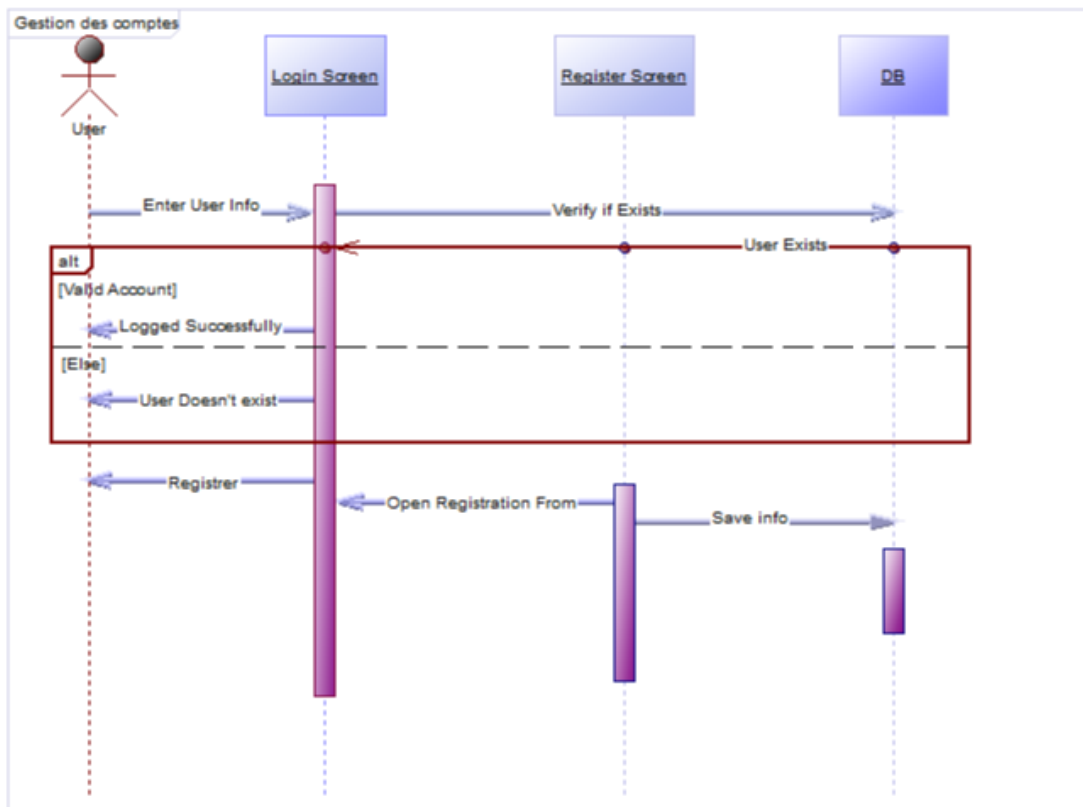 Gestion des comptes
User
Login Screen
Register Screen
DB
Enter User Info
Verify if Exists
User Exists
alt
[Valid Account]
Logged Successfully
[Else]
User Doesn't exist
Registrer
Open Registration From
Save info